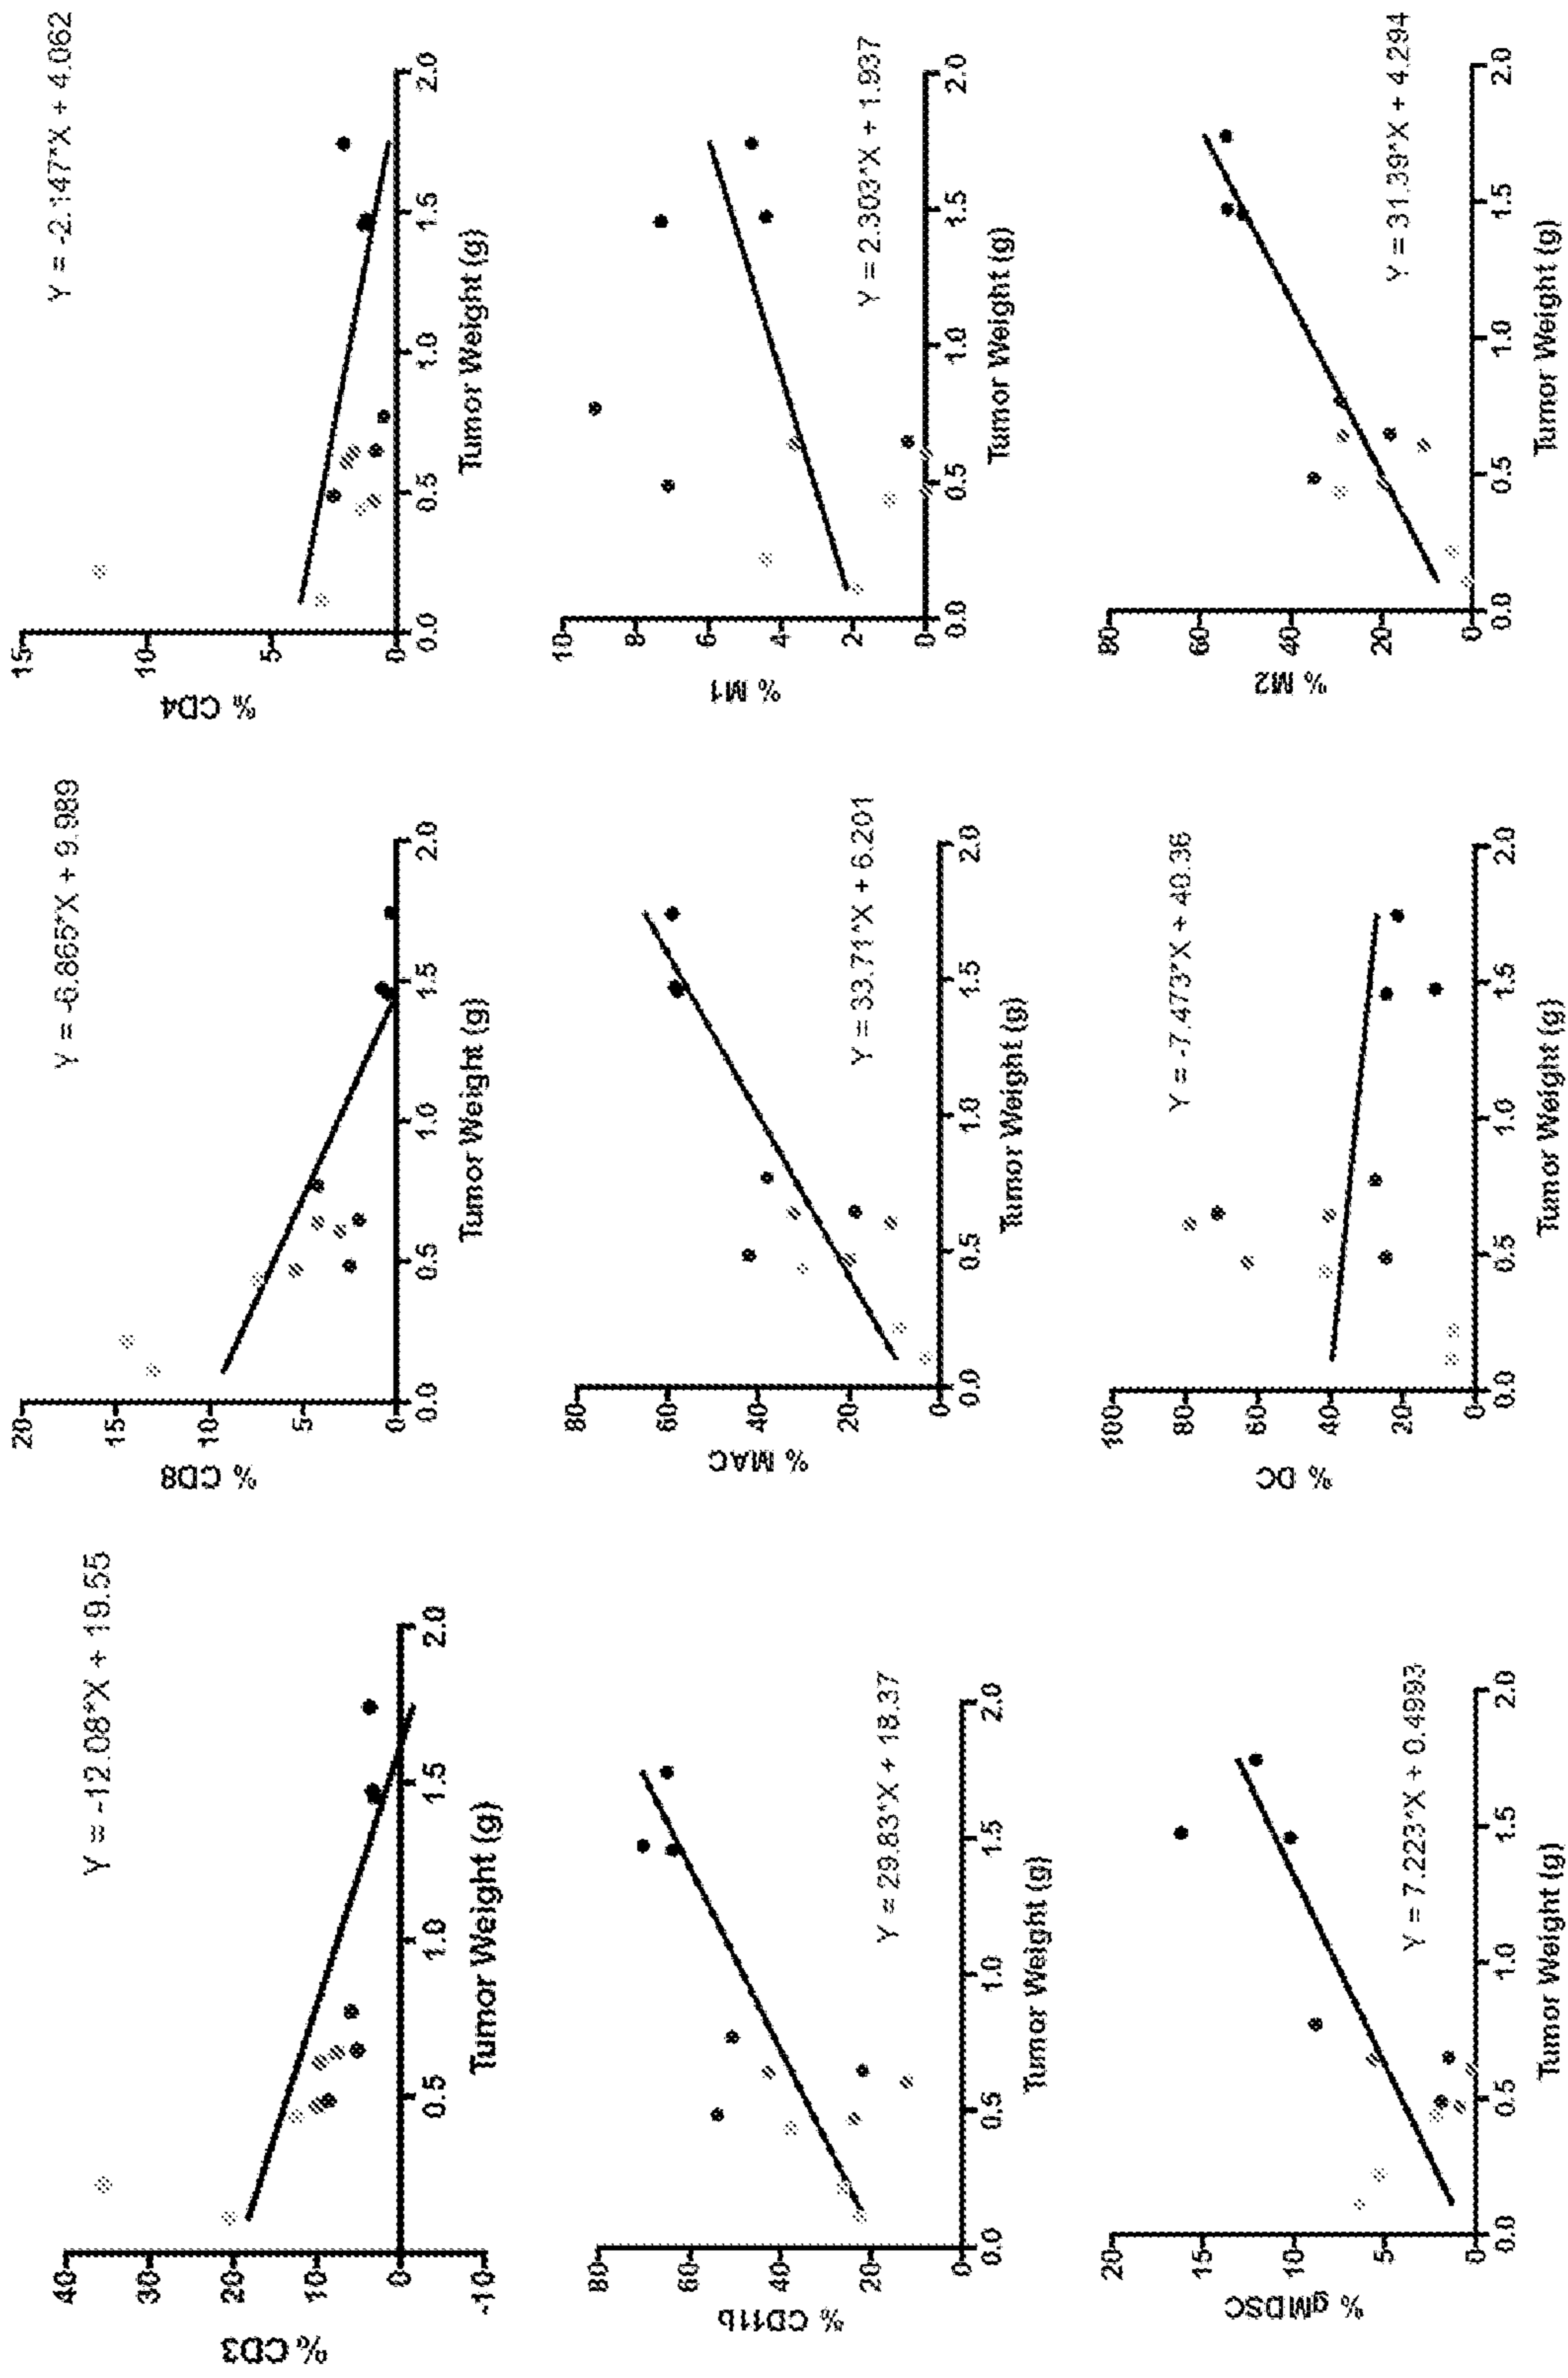 Y = -12.08*X + 19.55
% CD3
40
30
20
10
0
-10
0.5 1.0 1.5 2.0
Tumor Weight (g)
Y = -6.865*X + 9.989
% CD8
20
15
10
5
0
0.0 0.5 1.0 1.5 2.0
Tumor Weight (g)
Y = -2.147*X + 4.062
% CD4
15
10
5
0
0.0 0.5 1.0 1.5 2.0
Tumor Weight (g)
% CD11b
80
60
40
20
0
Y = 29.83*X + 18.37
0.0 0.5 1.0 1.5 2.0
Tumor Weight (g)
% MAC
80
60
40
20
0
Y = 33.71*X + 6.201
0.0 0.5 1.0 1.5 2.0
Tumor Weight (g)
% M1
10
8
6
4
2
0
Y = 2.303*X + 1.937
0.0 0.5 1.0 1.5 2.0
Tumor Weight (g)
% gMDSC
20
15
10
5
0
Y = 7.223*X + 0.4993
0.0 0.5 1.0 1.5 2.0
Tumor Weight (g)
Y = -7.473*X + 40.36
% DC
100
80
60
40
20
0
0.0 0.5 1.0 1.5 2.0
Tumor Weight (g)
% M2
80
60
40
20
0
Y = 31.39*X + 4.294
0.0 0.5 1.0 1.5 2.0
Tumor Weight (g)